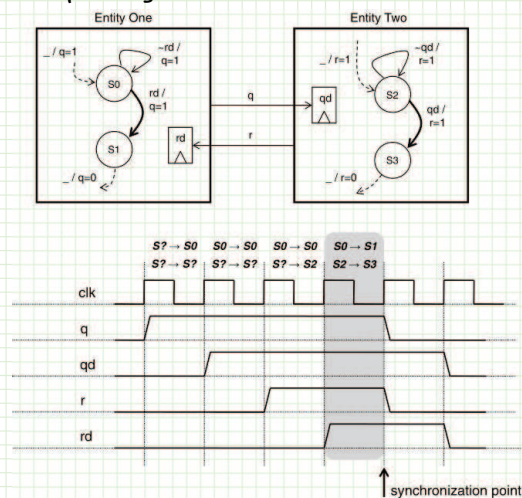 Entity One
Entity Two
_ / q=1
~rd /
q=1
S0
rd /
q=1
S1
_ / q=0
rd
q
r
qd
_ / r=1
~qd /
r=1
S2
qd /
r=1
S3
_ / r=0
S? → S0 S0 → S0 S0 → S0 S0 → S1
S? → S? S? → S? S? → S2 S2 → S3
clk
q
qd
r
rd
synchronization point